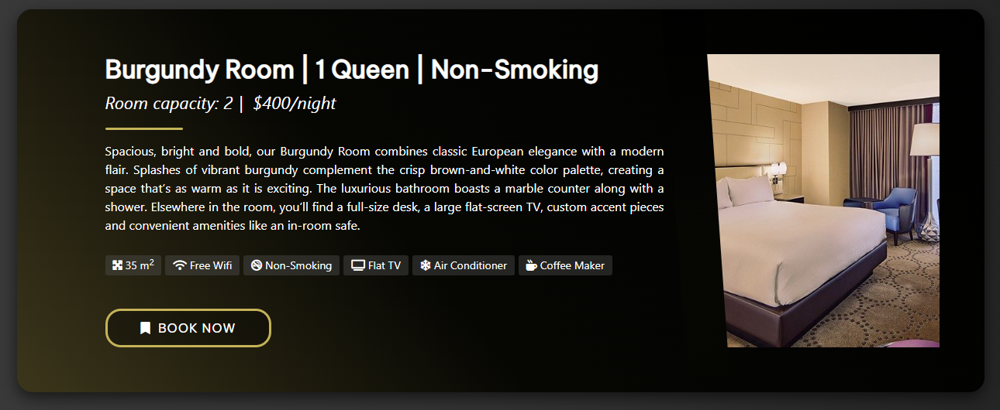 Burgundy Room | 1 Queen | Non-Smoking
Room capacity: 2 | $400/night
Spacious, bright and bold, our Burgundy Room combines classic European elegance with a modern
flair. Splashes of vibrant burgundy complement the crisp brown-and-white color palette, creating a
space that's as warm as it is exciting. The luxurious bathroom boasts a marble counter along with a
shower. Elsewhere in the room, you'll find a full-size desk, a large flat-screen TV, custom accent pieces
and convenient amenities like an in-room safe.
35 m² Free Wifi Non-Smoking Flat TV Air Conditioner Coffee Maker
BOOK NOW